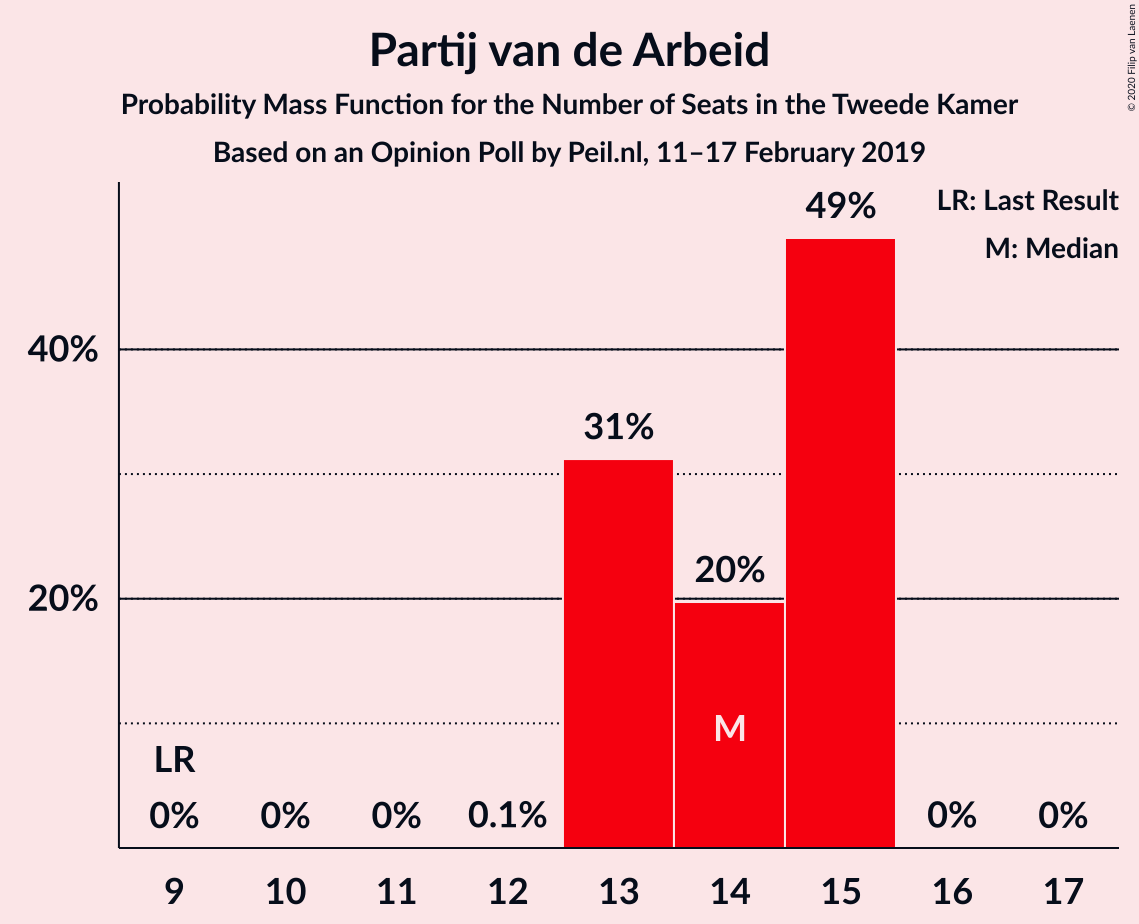 Partij van de Arbeid
Probability Mass Function for the Number of Seats in the Tweede Kamer
Based on an Opinion Poll by Peil.nl, 11–17 February 2019
© 2020 Filip van Laenen
LR: Last Result
M: Median
49%
40%
31%
20%
20%
M
LR
0%
0%
0%
0.1%
0%
0%
9
10
11
12
13
14
15
16
17